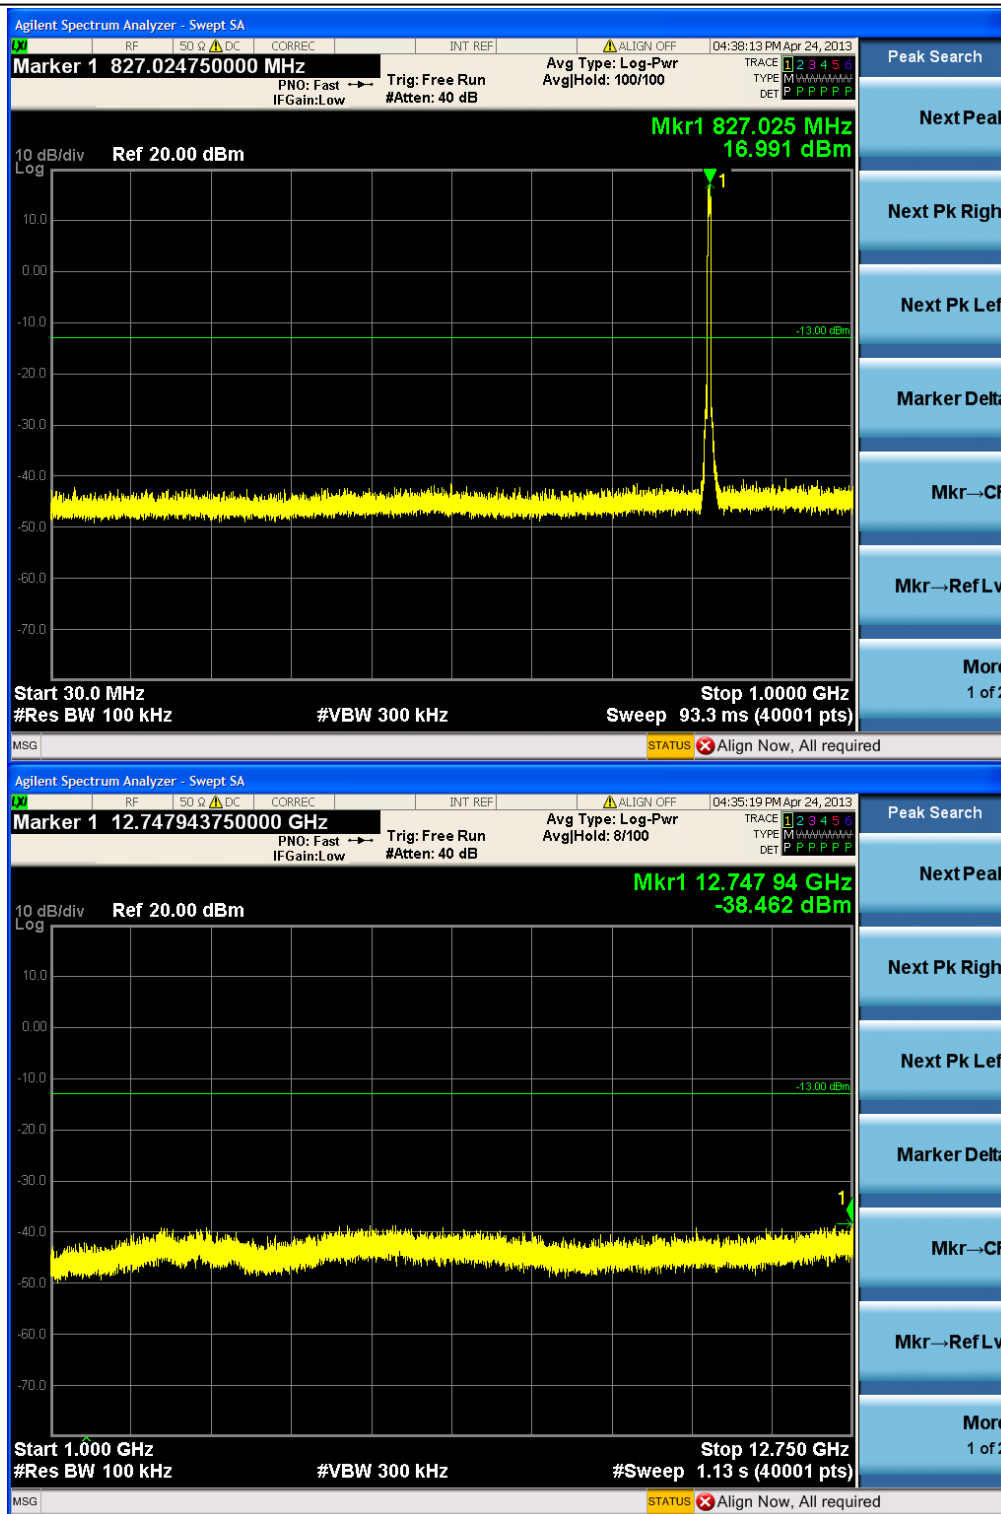 Agilent Spectrum Analyzer - Swept SA
LXI RF 50 Ω DC CORREC INT REF ALIGN OFF 04:38:13 PM Apr 24, 2013
Marker 1 827.024750000 MHz
PNO: Fast
IFGain:Low
Trig: Free Run
#Atten: 40 dB
Avg Type: Log-Pwr
Avg|Hold: 100/100
TRACE 1 2 3 4 5 6
TYPE M
DET P P P P P P
Peak Search
Mkr1 827.025 MHz
16.991 dBm
10 dB/div Ref 20.00 dBm
Log
1
10.0
0.00
-10.0
-13.00 dBm
-20.0
-30.0
-40.0
-50.0
-60.0
-70.0
Start 30.0 MHz Stop 1.0000 GHz
#Res BW 100 kHz #VBW 300 kHz Sweep 93.3 ms (40001 pts)
Next Peak
Next Pk Righ
Next Pk Lef
Marker Delta
Mkr→CF
Mkr→Ref Lv
More
1 of 2
MSG STATUS Align Now, All required
Agilent Spectrum Analyzer - Swept SA
LXI RF 50 Ω DC CORREC INT REF ALIGN OFF 04:35:19 PM Apr 24, 2013
Marker 1 12.747943750000 GHz
PNO: Fast
IFGain:Low
Trig: Free Run
#Atten: 40 dB
Avg Type: Log-Pwr
Avg|Hold: 8/100
TRACE 1 2 3 4 5 6
TYPE M
DET P P P P P P
Peak Search
Mkr1 12.747 94 GHz
-38.462 dBm
10 dB/div Ref 20.00 dBm
Log
10.0
0.00
-10.0
-13.00 dBm
-20.0
-30.0
1
-40.0
-50.0
-60.0
-70.0
Start 1.000 GHz Stop 12.750 GHz
#Res BW 100 kHz #VBW 300 kHz #Sweep 1.13 s (40001 pts)
Next Peak
Next Pk Righ
Next Pk Lef
Marker Delta
Mkr→CF
Mkr→Ref Lv
More
1 of 2
MSG STATUS Align Now, All required